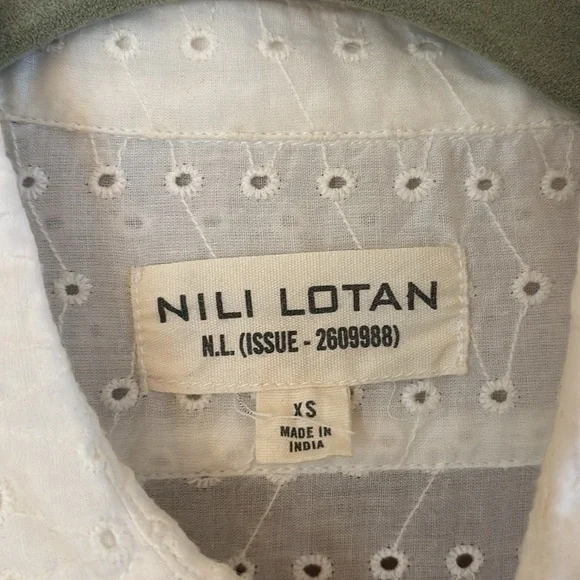 NILI LOTAN
N.L. (ISSUE - 2609988)
XS
MADE IN
INDIA